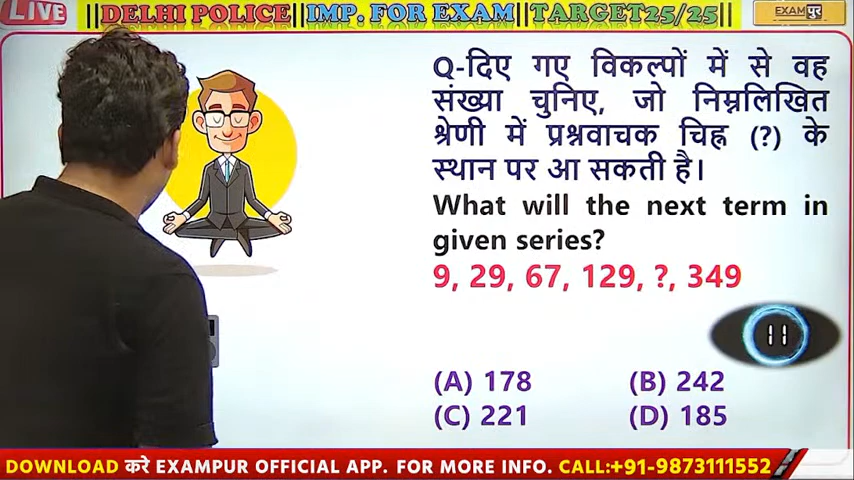 LIVE
||DELHI POLICE||IMP. FOR EXAM||TARGET25/25||
EXAMपुर
Q-दिए गए विकल्पों में से वह
संख्या चुनिए, जो निम्नलिखित
श्रेणी में प्रश्नवाचक चिह्न (?) के
स्थान पर आ सकती है।
What will the next term in
given series?
9, 29, 67, 129, ?, 349
11
(A) 178 (B) 242
(C) 221 (D) 185
DOWNLOAD करे EXAMPUR OFFICIAL APP. FOR MORE INFO. CALL:+91-9873111552